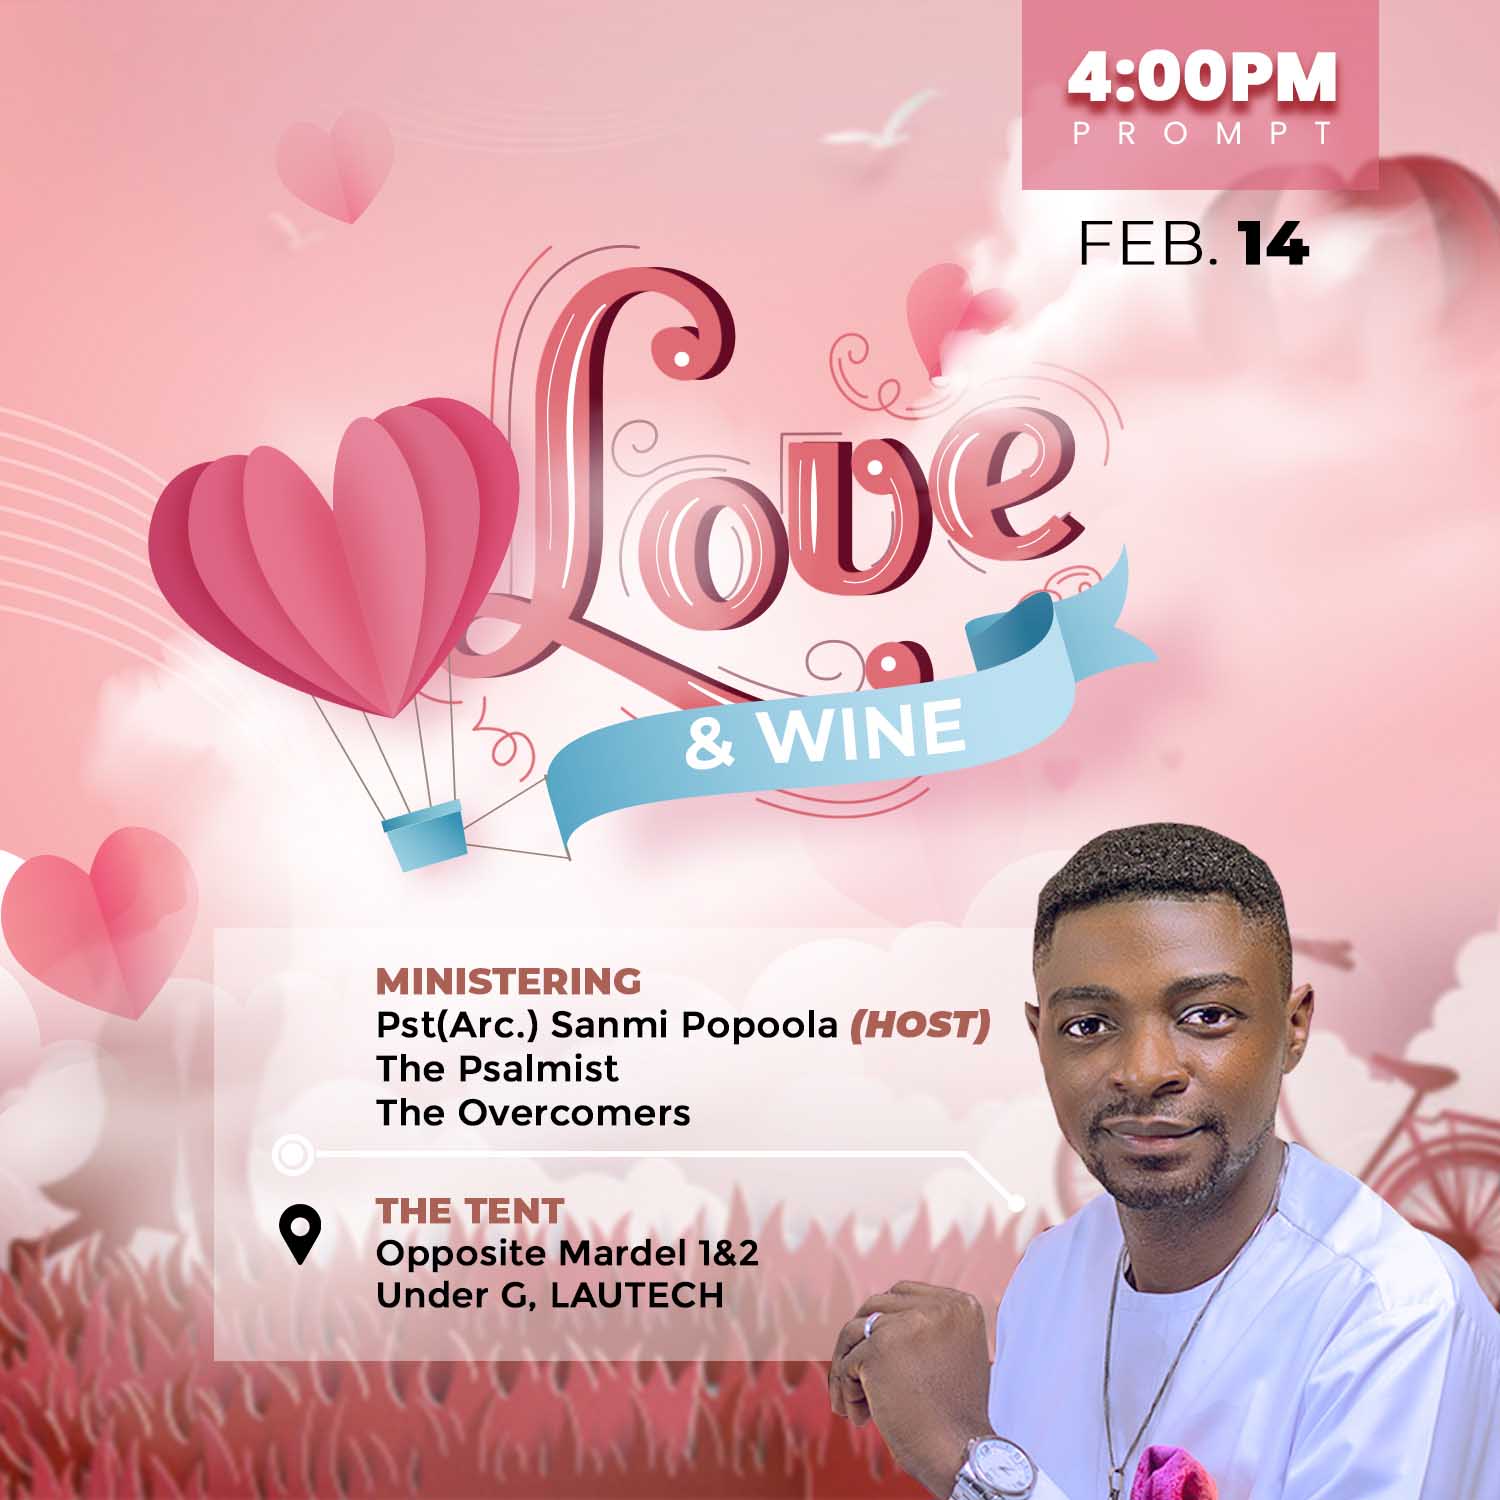 4:00PM
PROMPT
FEB. 14
Love
& WINE
MINISTERING
Pst(Arc.) Sanmi Popoola (HOST)
The Psalmist
The Overcomers
THE TENT
Opposite Mardel 1&2
Under G, LAUTECH